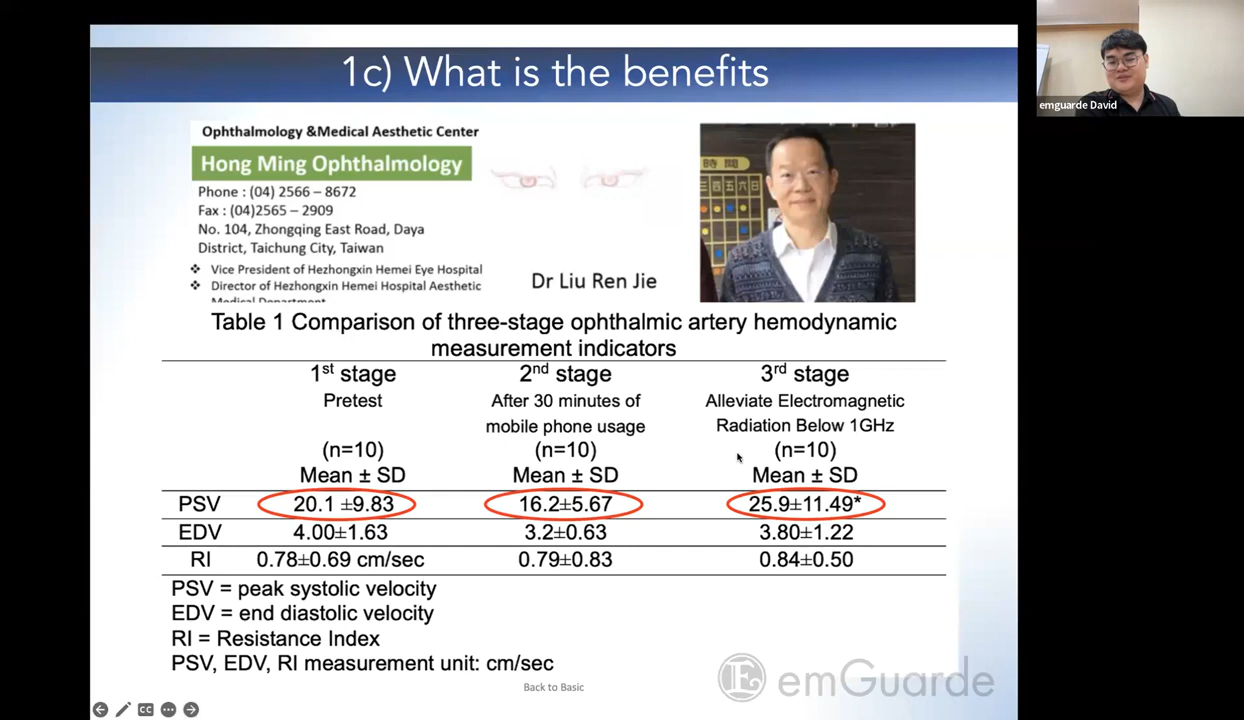 1c) What is the benefits
emguarde David
Ophthalmology &Medical Aesthetic Center
Hong Ming Ophthalmology
Phone : (04) 2566 – 8672
Fax : (04)2565 – 2909
No. 104, Zhongqing East Road, Daya
District, Taichung City, Taiwan
❖ Vice President of Hezhongxin Hemei Eye Hospital
❖ Director of Hezhongxin Hemei Hospital Aesthetic
Medical Department
Dr Liu Ren Jie
時間
三四五六日
Table 1 Comparison of three-stage ophthalmic artery hemodynamic
measurement indicators
1st stage 2nd stage 3rd stage
Pretest After 30 minutes of Alleviate Electromagnetic
mobile phone usage Radiation Below 1GHz
(n=10) (n=10) (n=10)
Mean ± SD Mean ± SD Mean ± SD
PSV 20.1 ±9.83 16.2±5.67 25.9±11.49*
EDV 4.00±1.63 3.2±0.63 3.80±1.22
RI 0.78±0.69 cm/sec 0.79±0.83 0.84±0.50
PSV = peak systolic velocity
EDV = end diastolic velocity
RI = Resistance Index
PSV, EDV, RI measurement unit: cm/sec
Back to Basic
emGuarde
CC